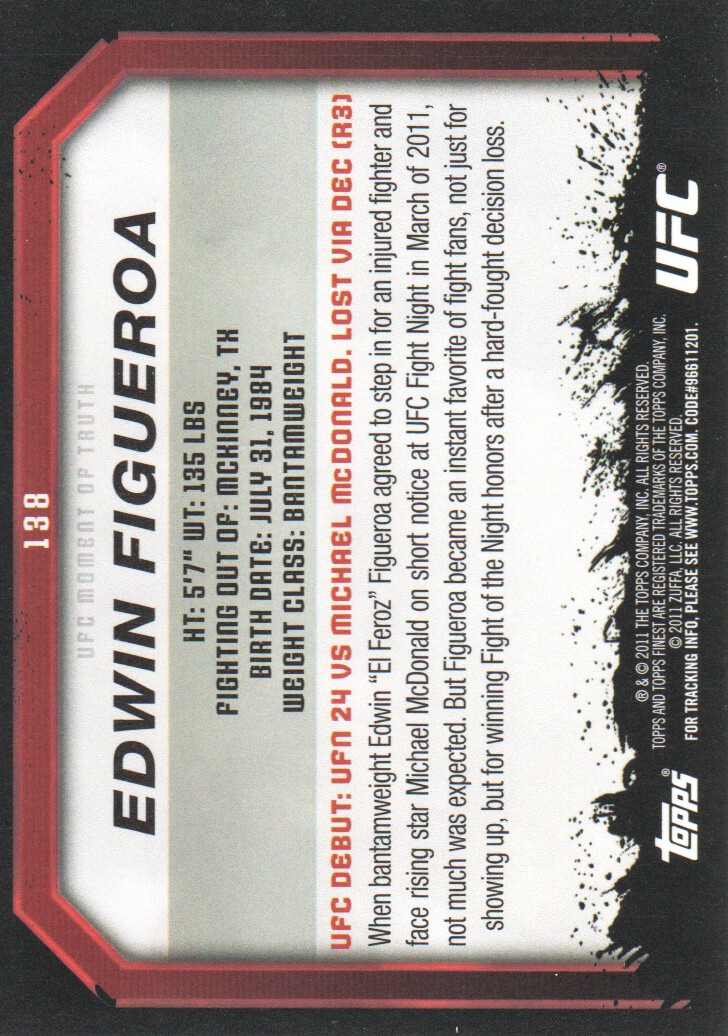 138
UFC MOMENT OF TRUTH
EDWIN FIGUEROA
HT: 5'7" WT: 135 LBS
FIGHTING OUT OF: MCKINNEY, TX
BIRTH DATE: JULY 31, 1984
WEIGHT CLASS: BANTAMWEIGHT
UFC DEBUT: UFN 24 VS MICHAEL MCDONALD. LOST VIA DEC (R3)
When bantamweight Edwin “El Feroz” Figueroa agreed to step in for an injured fighter and
face rising star Michael McDonald on short notice at UFC Fight Night in March of 2011,
not much was expected. But Figueroa became an instant favorite of fight fans, not just for
showing up, but for winning Fight of the Night honors after a hard-fought decision loss.
® & © 2011 THE TOPPS COMPANY, INC. ALL RIGHTS RESERVED.
TOPPS AND TOPPS FINEST ARE REGISTERED TRADEMARKS OF THE TOPPS COMPANY, INC.
© 2011 ZUFFA, LLC. ALL RIGHTS RESERVED.
FOR TRACKING INFO, PLEASE SEE WWW.TOPPS.COM. CODE#96611201.
TOPPS®
UFC®